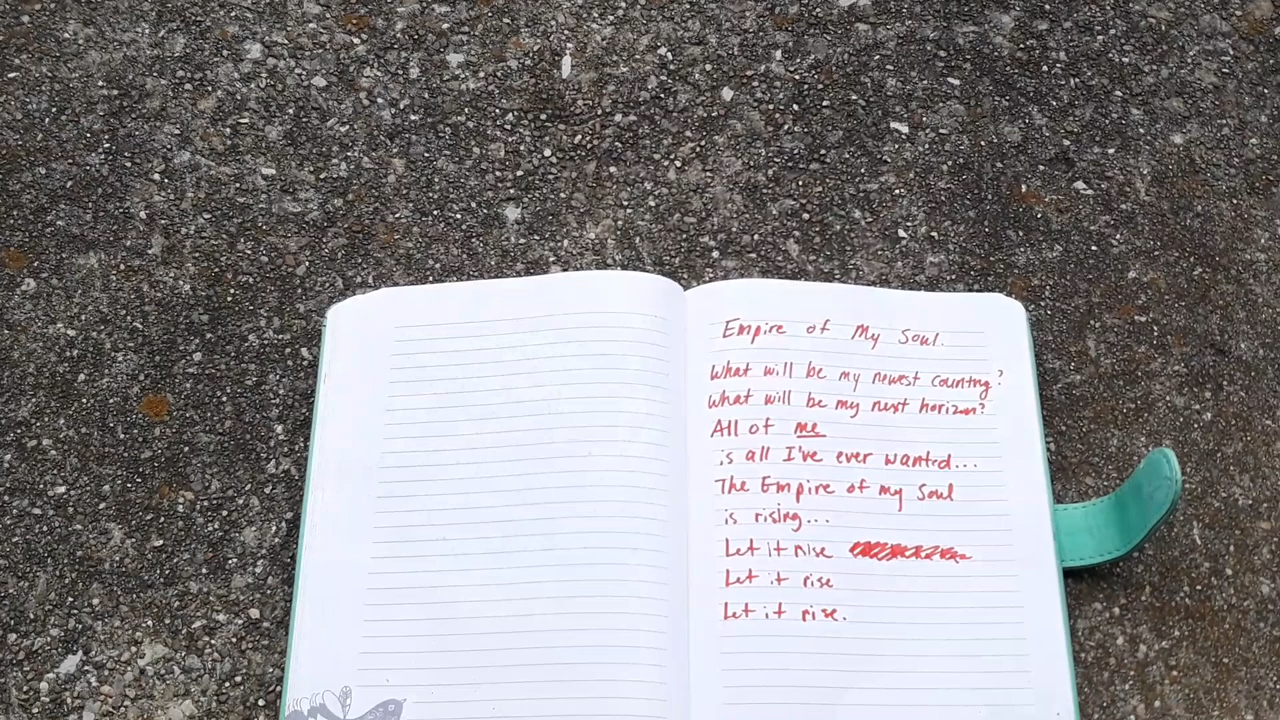 Empire of My Soul.
What will be my newest country?
What will be my next horizon?
All of me
is all I've ever wanted...
The Empire of my Soul
is rising...
Let it rise
Let it rise
Let it rise.